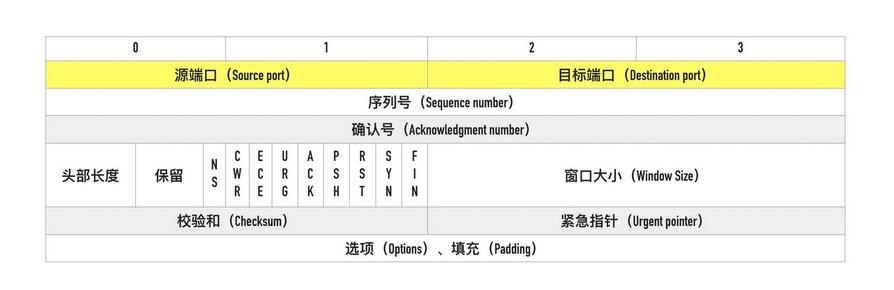 0 1 2 3
源端口（Source port） 目标端口（Destination port）
序列号（Sequence number）
确认号（Acknowledgment number）
头部长度 保留 NS CWR ECE URG ACK PSH RST SYN FIN 窗口大小（Window Size）
校验和（Checksum） 紧急指针（Urgent pointer）
选项（Options）、填充（Padding）